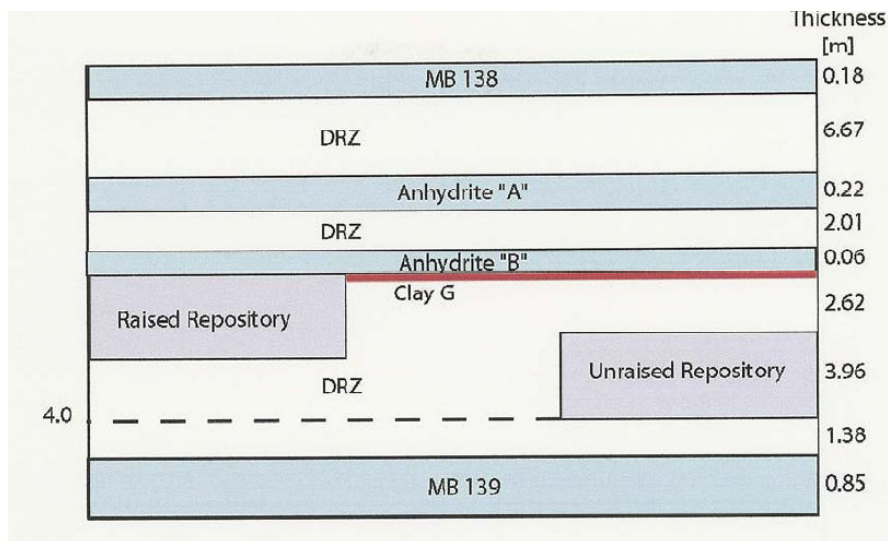 Thickness
[m]
MB 138
0.18
DRZ
6.67
Anhydrite "A"
0.22
DRZ
2.01
Anhydrite "B"
0.06
Clay G
2.62
Raised Repository
Unraised Repository
3.96
DRZ
4.0
1.38
MB 139
0.85